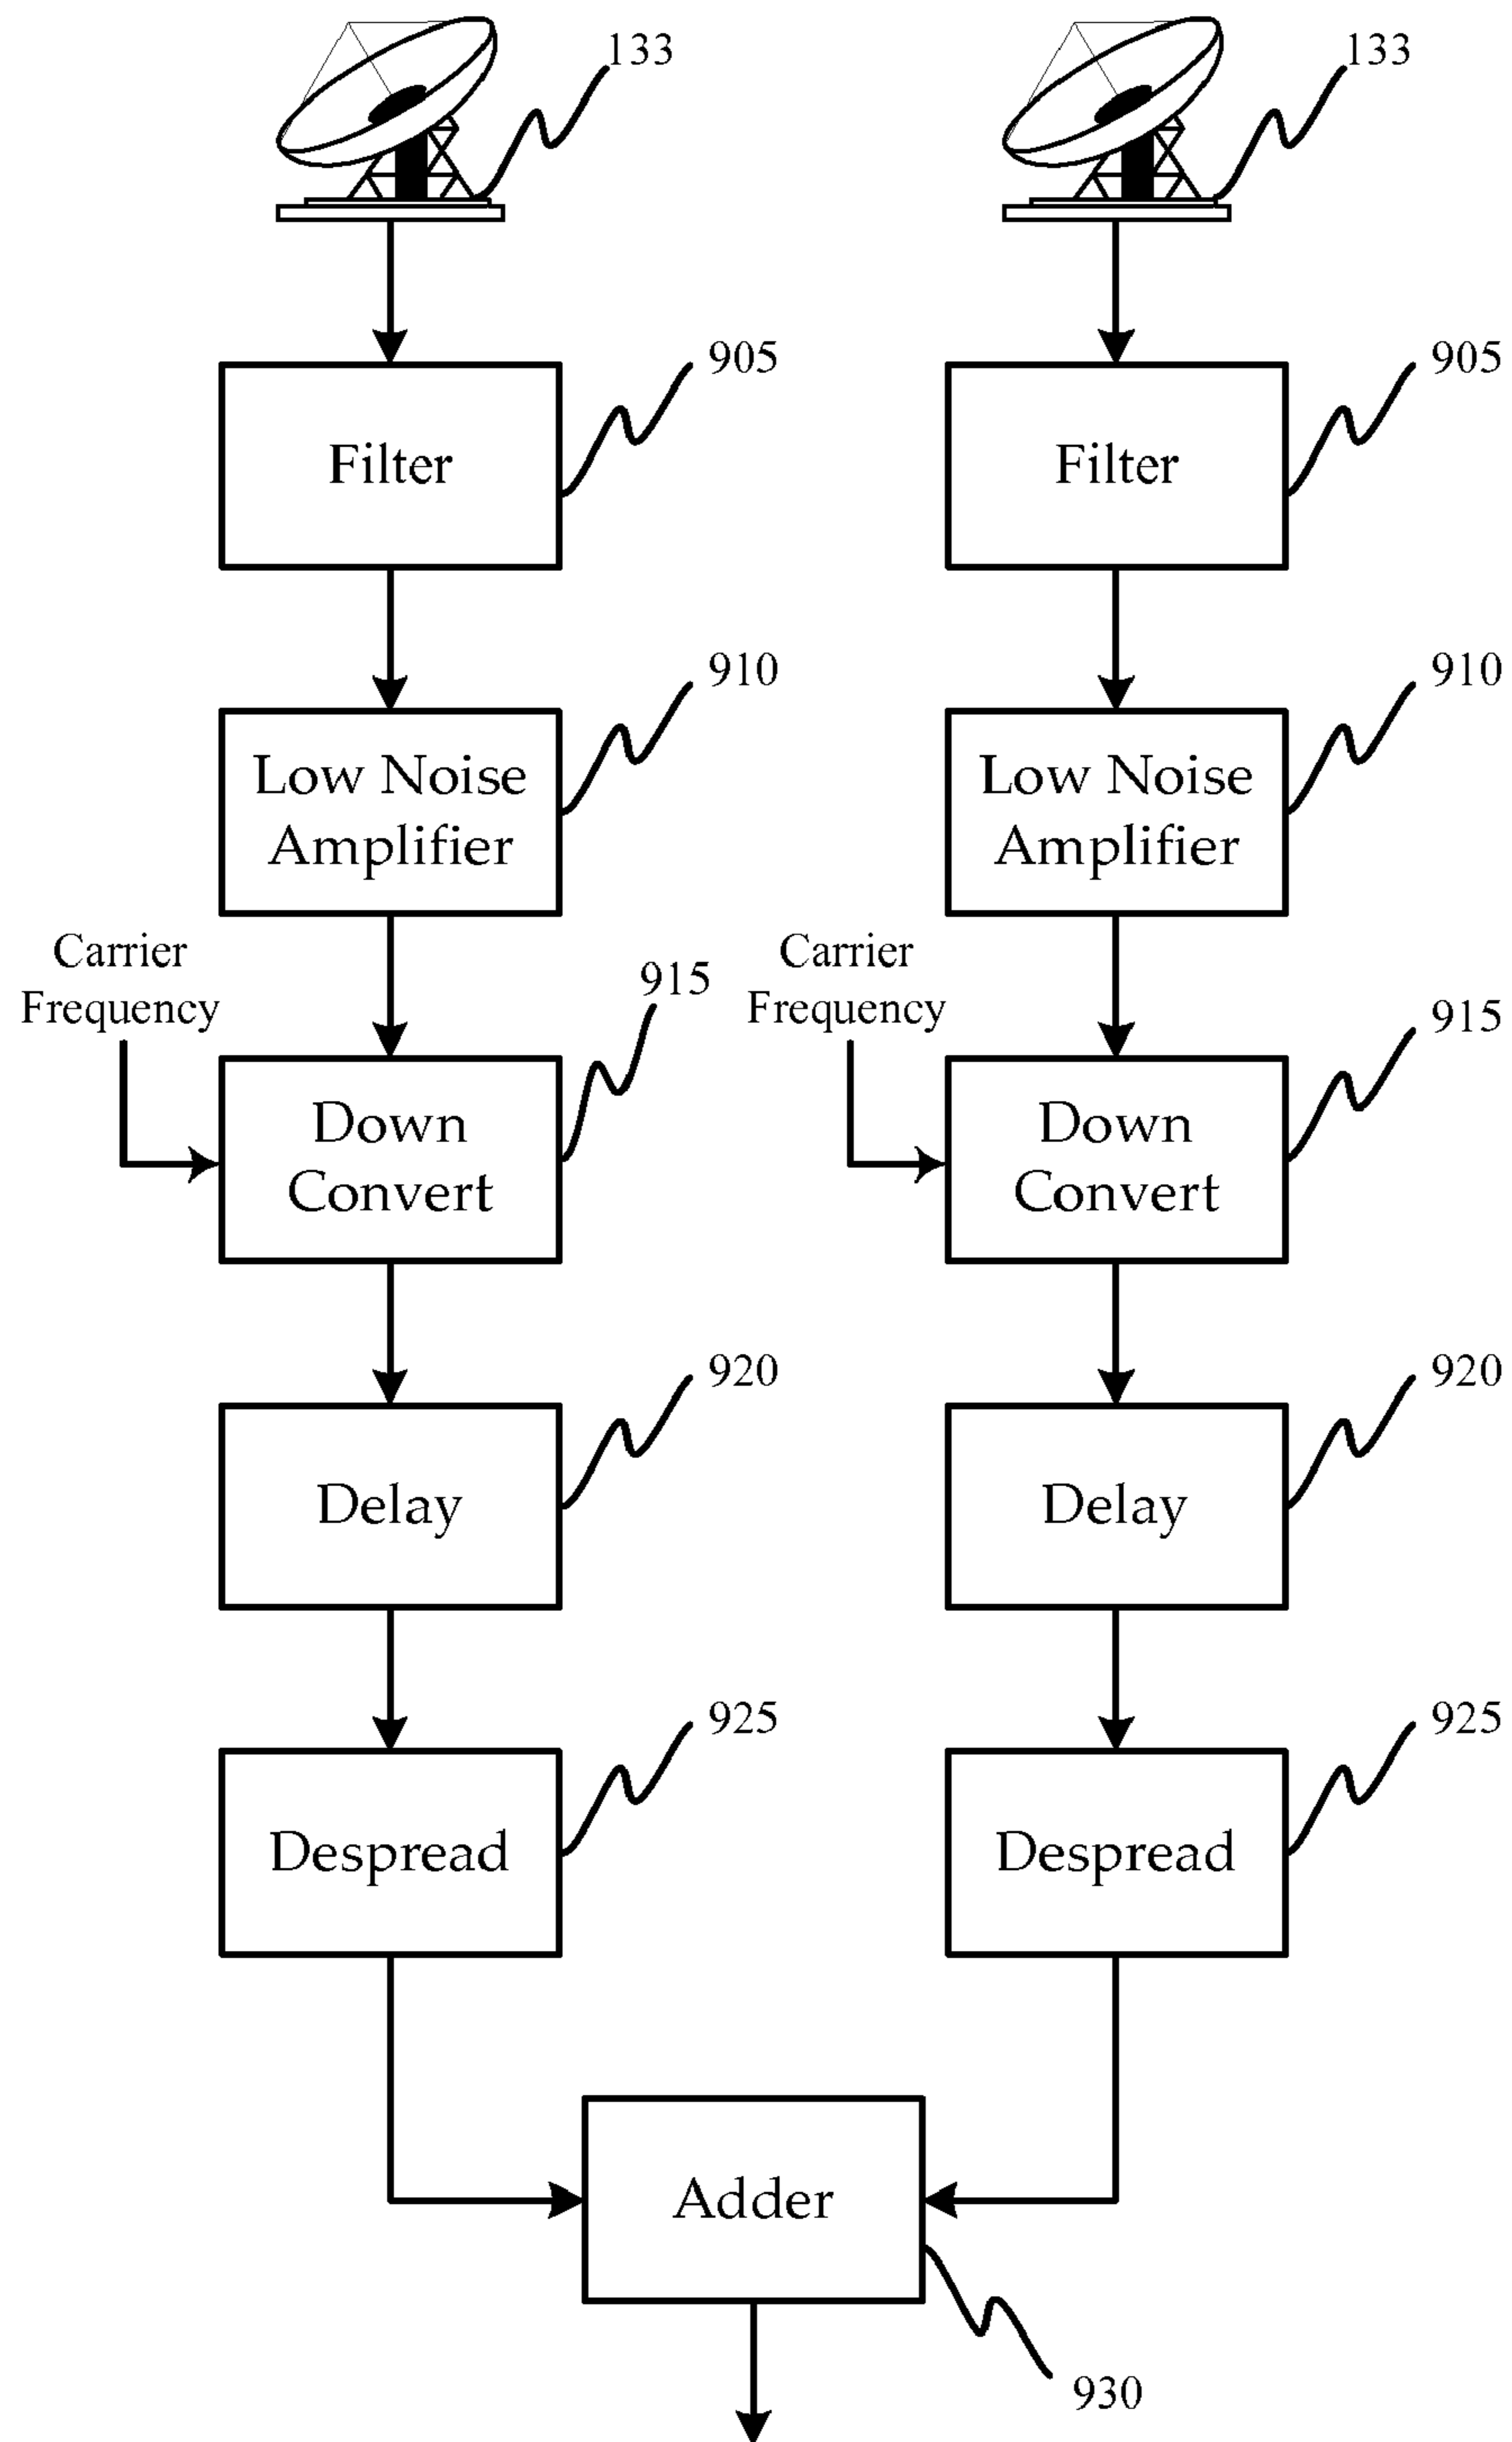 133
133
905
905
Filter
Filter
910
910
Low Noise
Amplifier
Low Noise
Amplifier
Carrier
Frequency
915
Carrier
Frequency
915
Down
Convert
Down
Convert
920
920
Delay
Delay
925
925
Despread
Despread
Adder
930